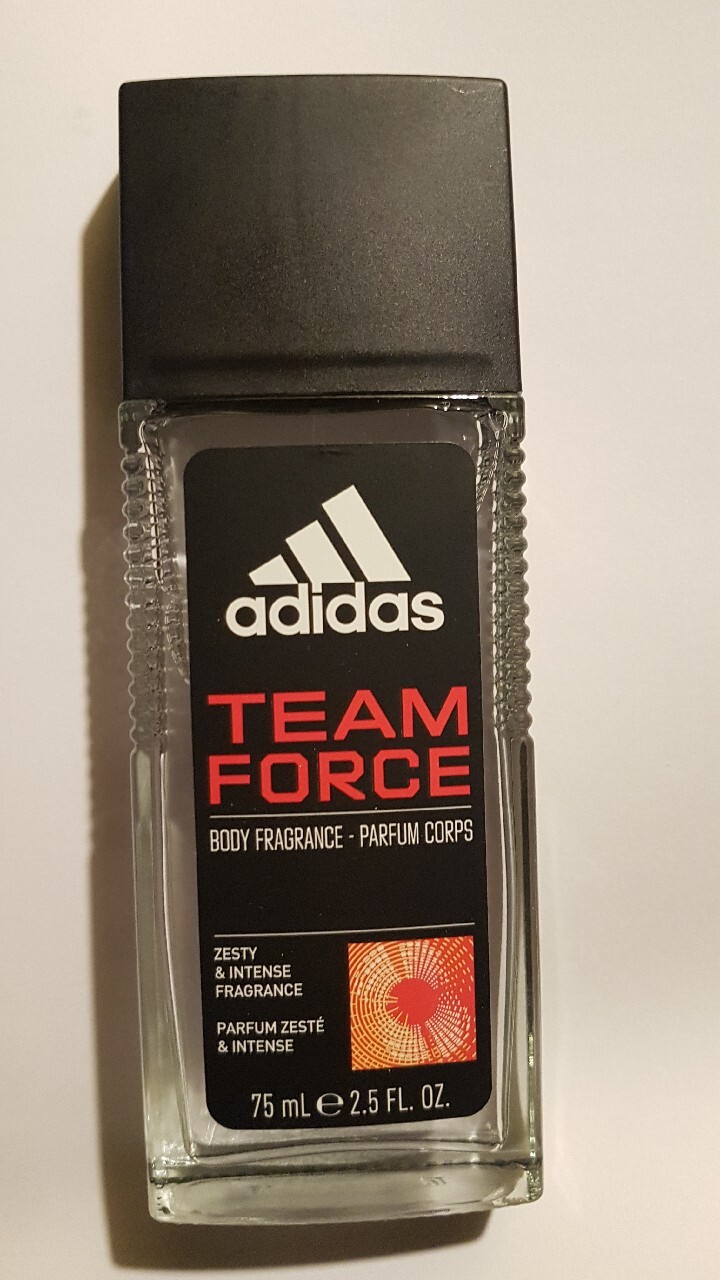 adidas
TEAM
FORCE
BODY FRAGRANCE - PARFUM CORPS
ZESTY
& INTENSE
FRAGRANCE
PARFUM ZESTÉ
& INTENSE
75 mL ℮ 2.5 FL. OZ.